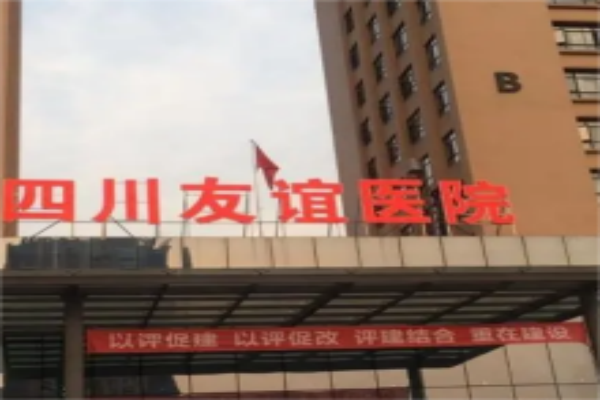 B
四川友谊医院
以评促建 以评促改 评建结合 重在建设